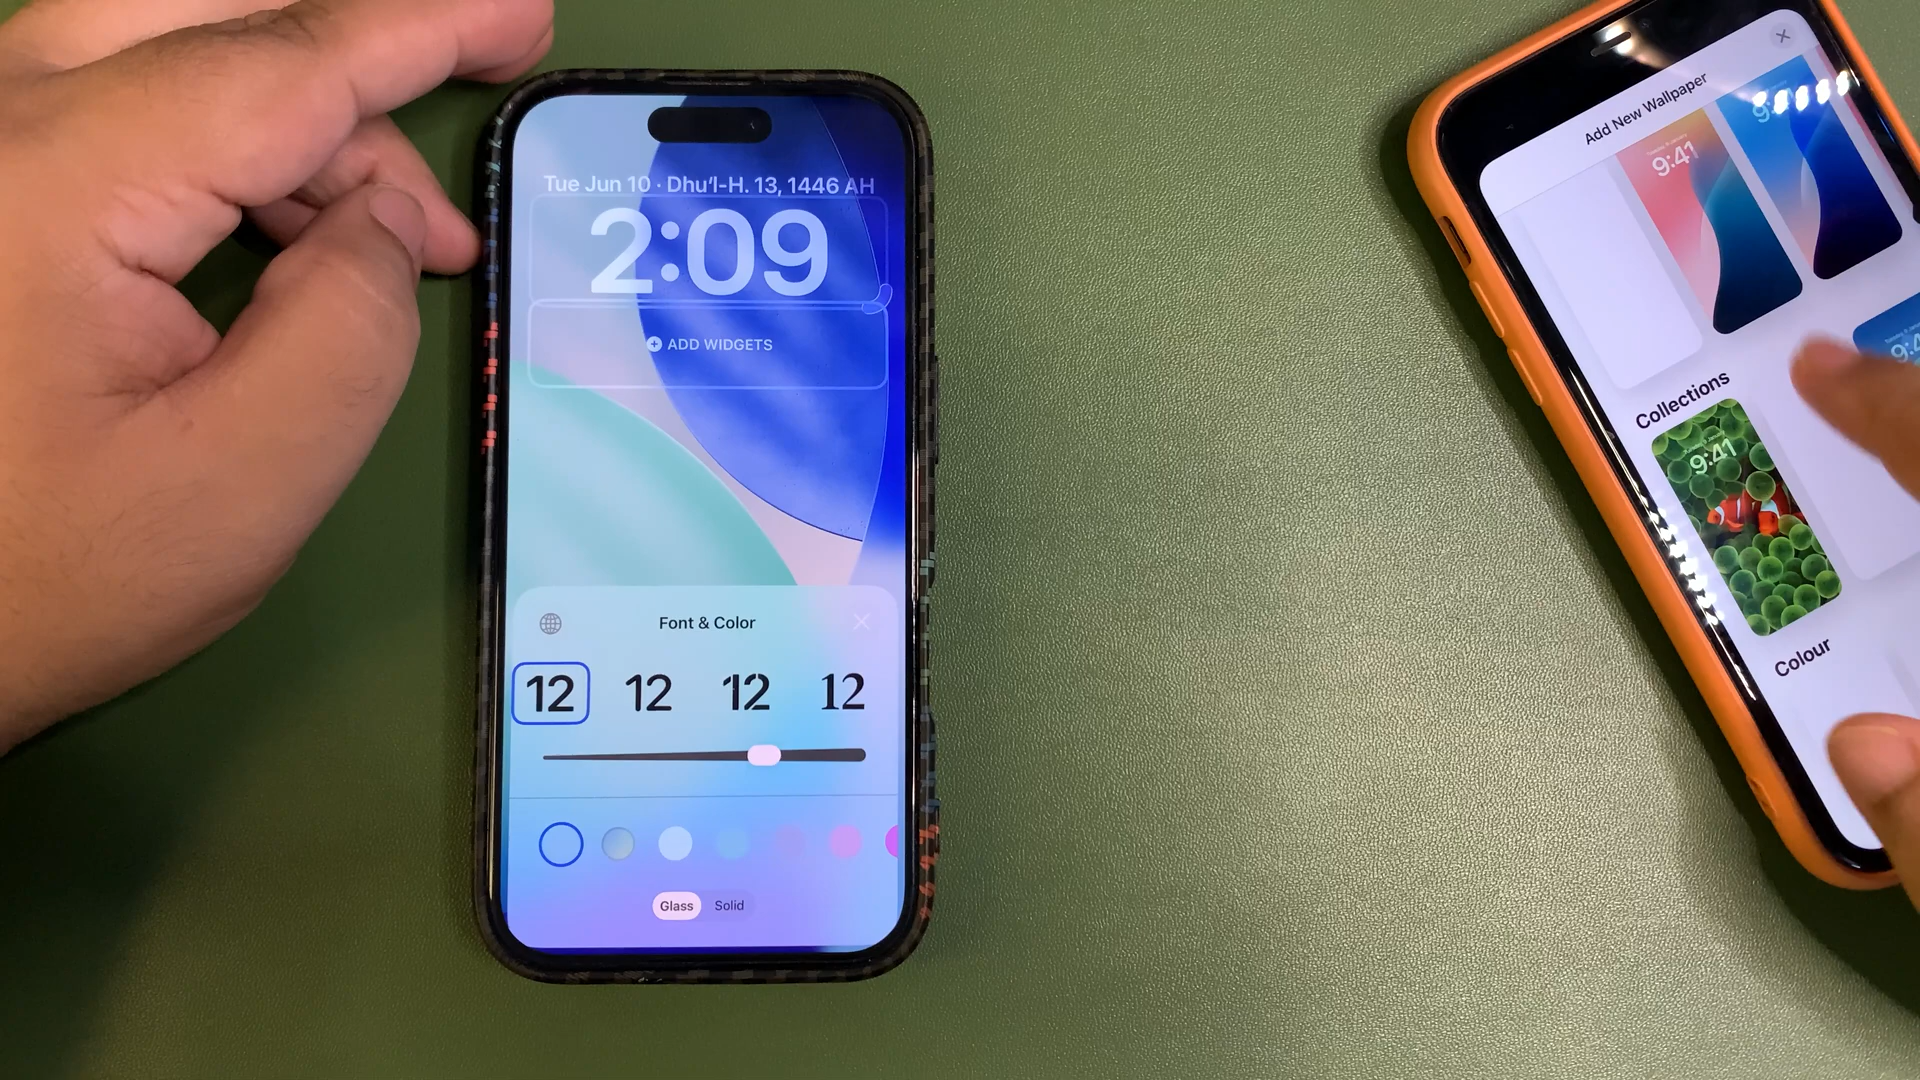 Tue Jun 10 · Dhuʻl-H. 13, 1446 AH
2:09
ADD WIDGETS
Font & Color
12 12 12 12
Glass Solid
Add New Wallpaper
9:41
Collections
9:41
Colour